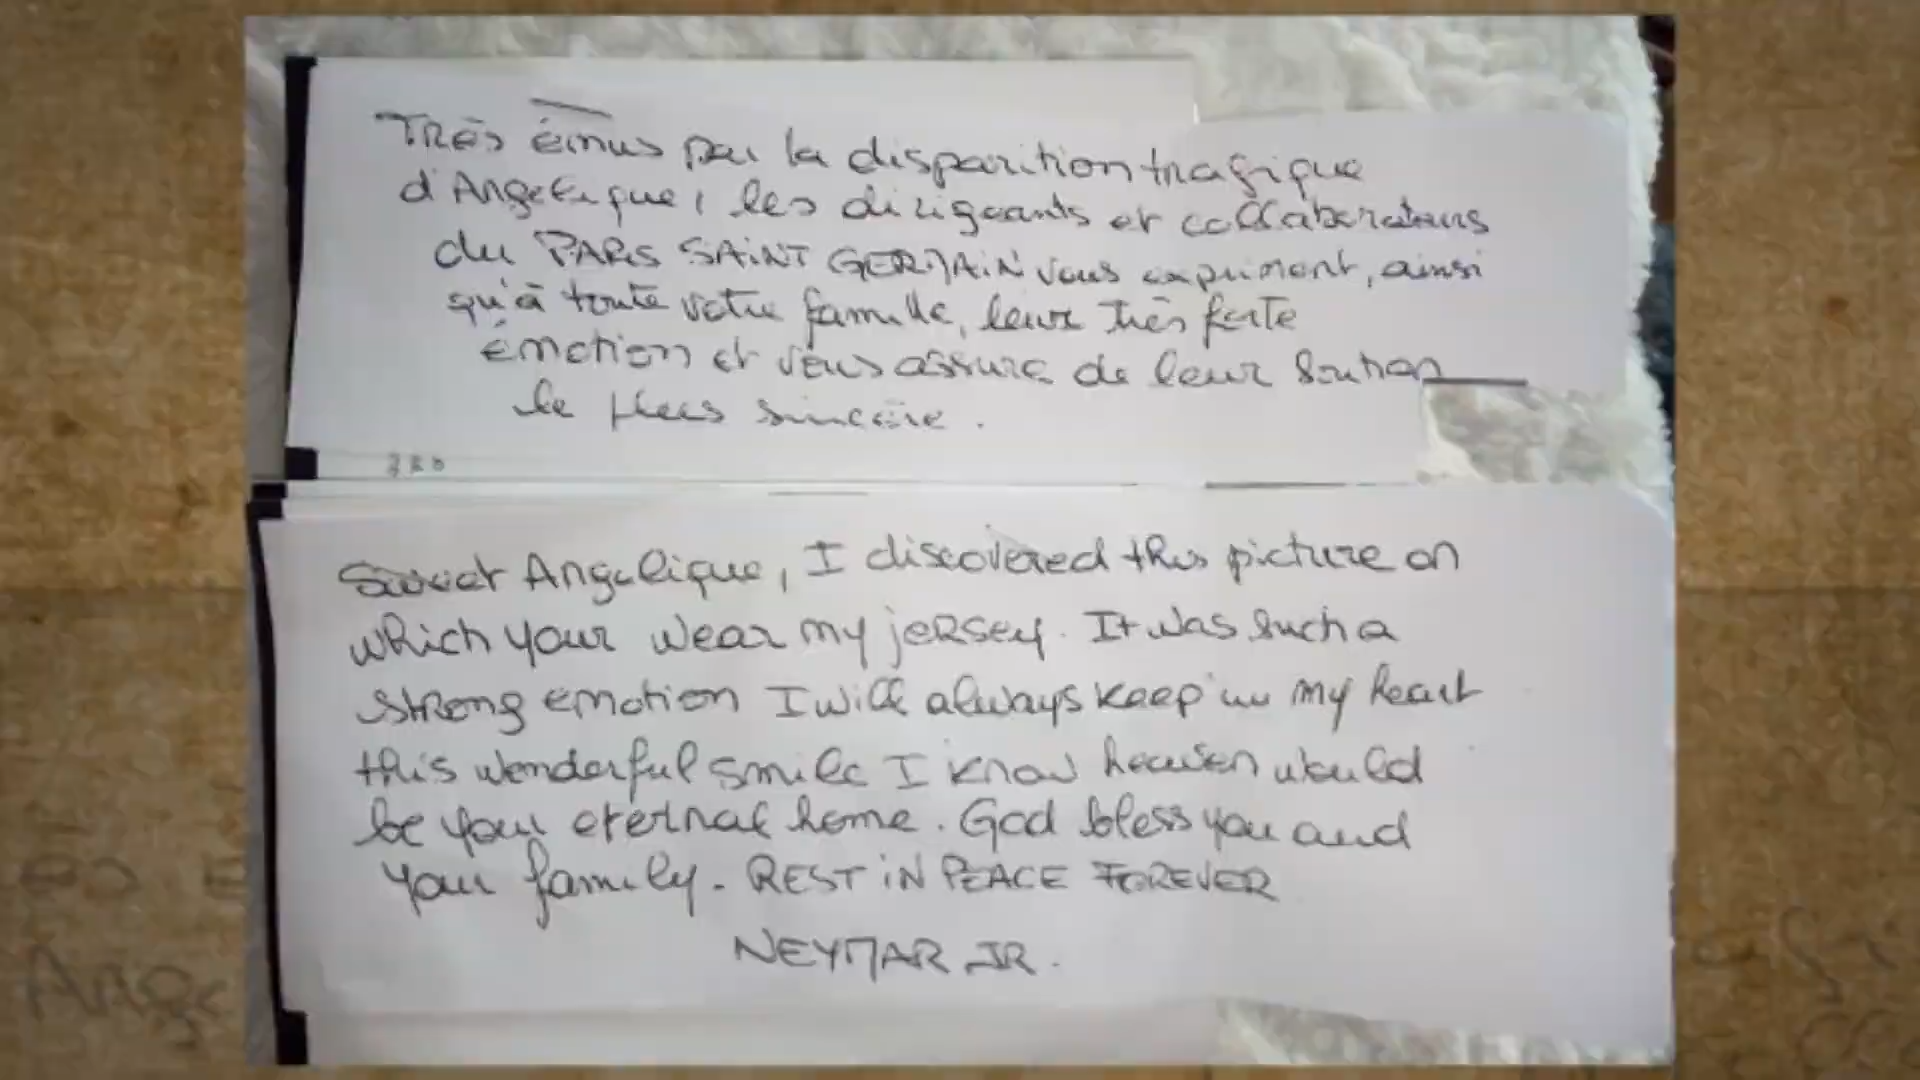 Très émus par la disparition tragique
d'Angelique, les dirigeants et collaborateurs
du PARIS SAINT GERMAIN vous expriment, ainsi
qu'à toute votre famille, leur très forte
émotion et vous assure de leur soutien
le plus sincère.
Sweet Angelique, I discovered this picture on
which your wear my jersey. It was such a
strong emotion I will always keep in my heart
this wonderful smile I know heaven would
be your eternal home. God bless you and
your family. REST iN PEACE FOREVER
NEYMAR JR.